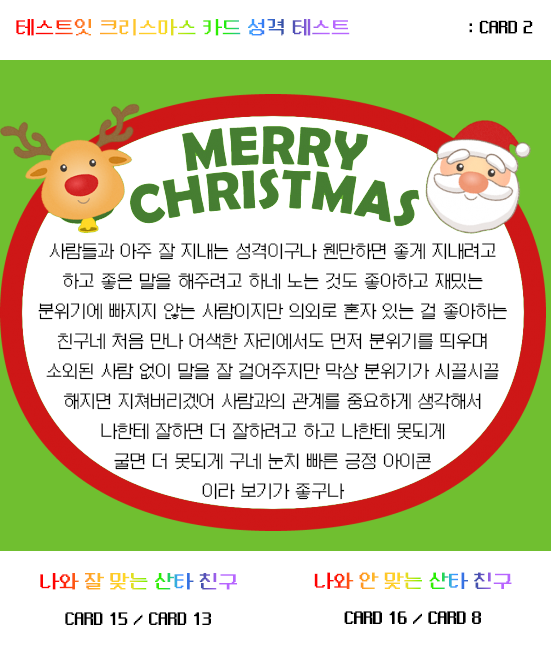 테스트잇 크리스마스 카드 성격 테스트
: CARD 2
MERRY
CHRISTMAS
사람들과 아주 잘 지내는 성격이구나 웬만하면 좋게 지내려고
하고 좋은 말을 해주려고 하네 노는 것도 좋아하고 재밌는
분위기에 빠지지 않는 사람이지만 의외로 혼자 있는 걸 좋아하는
친구네 처음 만나 어색한 자리에서도 먼저 분위기를 띄우며
소외된 사람 없이 말을 잘 걸어주지만 막상 분위기가 시끌시끌
해지면 지쳐버리겠어 사람과의 관계를 중요하게 생각해서
나한테 잘하면 더 잘하려고 하고 나한테 못되게
굴면 더 못되게 구네 눈치 빠른 긍정 아이콘
이라 보기가 좋구나
나와 잘 맞는 산타 친구
CARD 15 / CARD 13
나와 안 맞는 산타 친구
CARD 16 / CARD 8